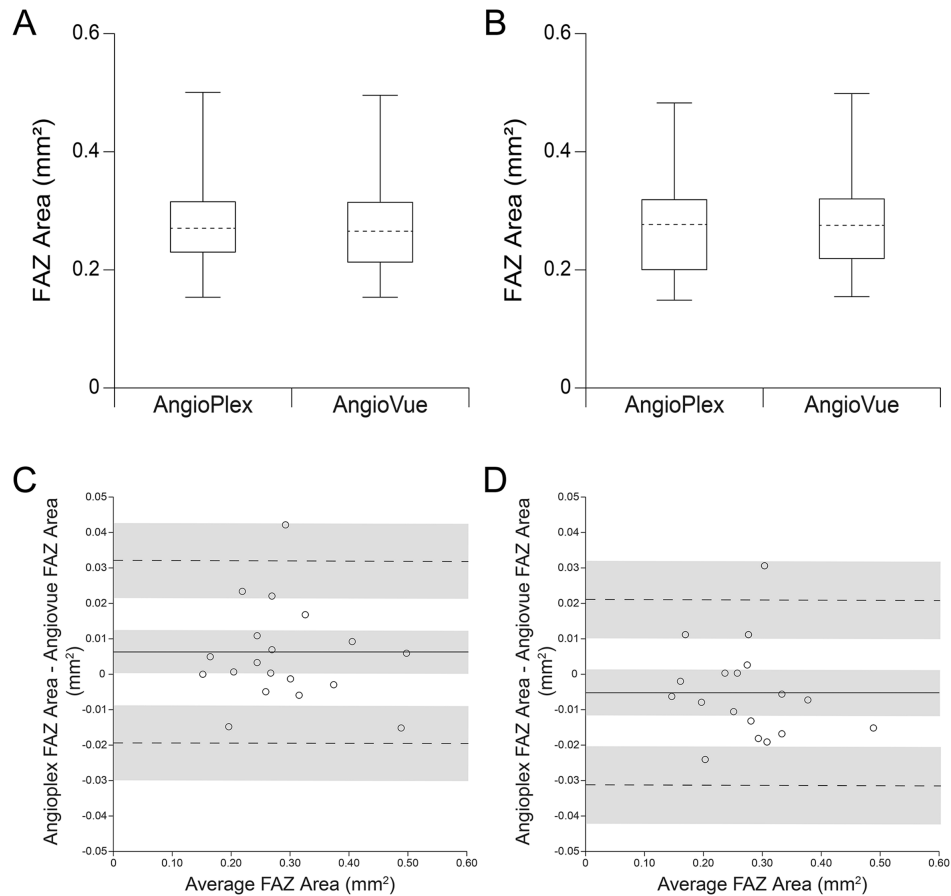 A
B
FAZ Area (mm²)
0.6
0.4
0.2
0
AngioPlex
AngioVue
FAZ Area (mm²)
0.6
0.4
0.2
0
AngioPlex
AngioVue
C
D
Angioplex FAZ Area - Angiovue FAZ Area
(mm²)
0.05
0.04
0.03
0.02
0.01
0
-0.01
-0.02
-0.03
-0.04
-0.05
0 0.10 0.20 0.30 0.40 0.50 0.60
Average FAZ Area (mm²)
Angioplex FAZ Area - Angiovue FAZ Area
(mm²)
0.05
0.04
0.03
0.02
0.01
0
-0.01
-0.02
-0.03
-0.04
-0.05
0 0.10 0.20 0.30 0.40 0.50 0.60
Average FAZ Area (mm²)